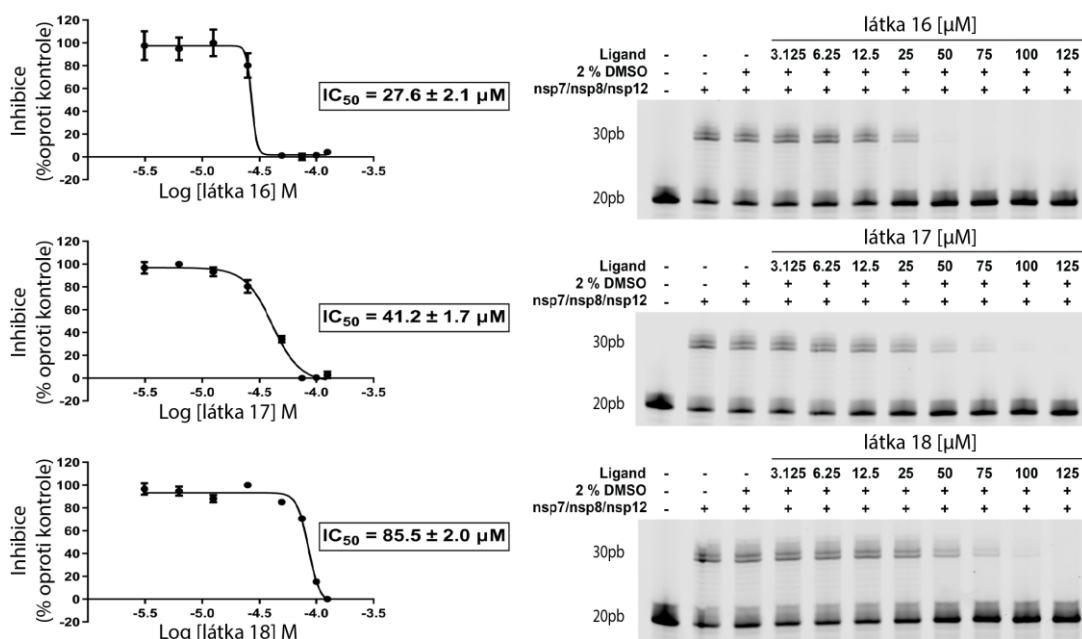 120
100
80
60
40
20
0
-20
Inhibice
(%oproti kontrole)
-5.5 -5.0 -4.5 -4.0 -3.5
Log [látka 16] M
IC50 = 27.6 ± 2.1 µM
látka 16 [µM]
Ligand - - - 3.125 6.25 12.5 25 50 75 100 125
2 % DMSO - - + + + + + + + + +
nsp7/nsp8/nsp12 - + + + + + + + + + +
30pb
20pb
120
100
80
60
40
20
0
-20
Inhibice
(% oproti kontrole)
-5.5 -5.0 -4.5 -4.0 -3.5
Log [látka 17] M
IC50 = 41.2 ± 1.7 µM
látka 17 [µM]
Ligand - - - 3.125 6.25 12.5 25 50 75 100 125
2 % DMSO - - + + + + + + + + +
nsp7/nsp8/nsp12 - + + + + + + + + + +
30pb
20pb
120
100
80
60
40
20
0
-20
Inhibice
(% oproti kontrole)
-5.5 -5.0 -4.5 -4.0 -3.5
Log [látka 18] M
IC50 = 85.5 ± 2.0 µM
látka 18 [µM]
Ligand - - - 3.125 6.25 12.5 25 50 75 100 125
2 % DMSO - - + + + + + + + + +
nsp7/nsp8/nsp12 - + + + + + + + + + +
30pb
20pb